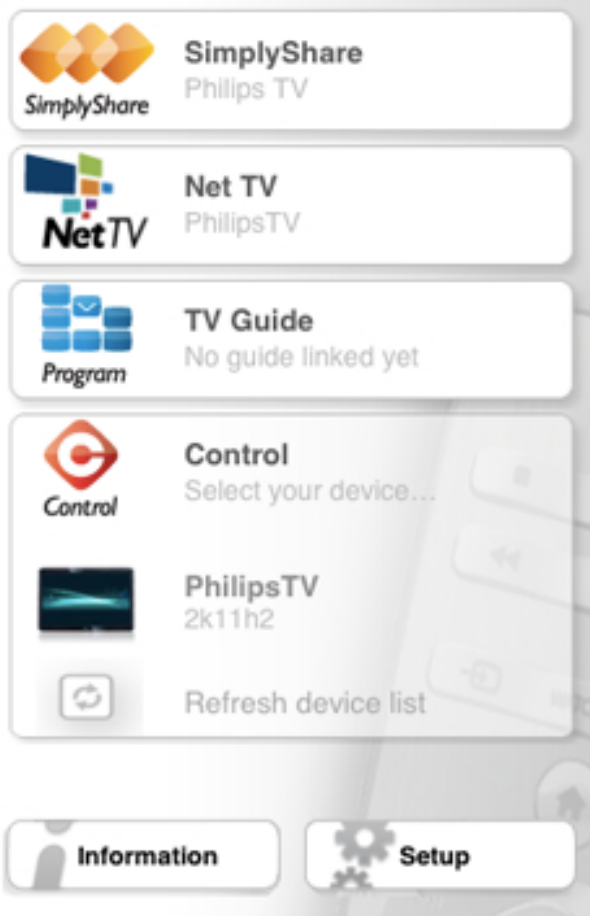 SimplyShare
SimplyShare
Philips TV
NetTV
Net TV
PhilipsTV
Program
TV Guide
No guide linked yet
Control
Control
Select your device...
PhilipsTV
2k11h2
Refresh device list
Information
Setup